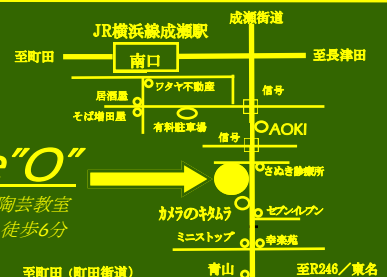 成瀬街道
JR横浜線成瀬駅
至町田
南口
至長津田
ワタヤ不動産
信号
居酒屋
そば増田屋
有料駐車場
AOKI
信号
e"O"
さぬき診療所
陶芸教室
カメラのキタムラ
セブンイレブン
徒歩6分
ミニストップ
幸楽苑
至町田(町田街道)
青山
至R246/東名